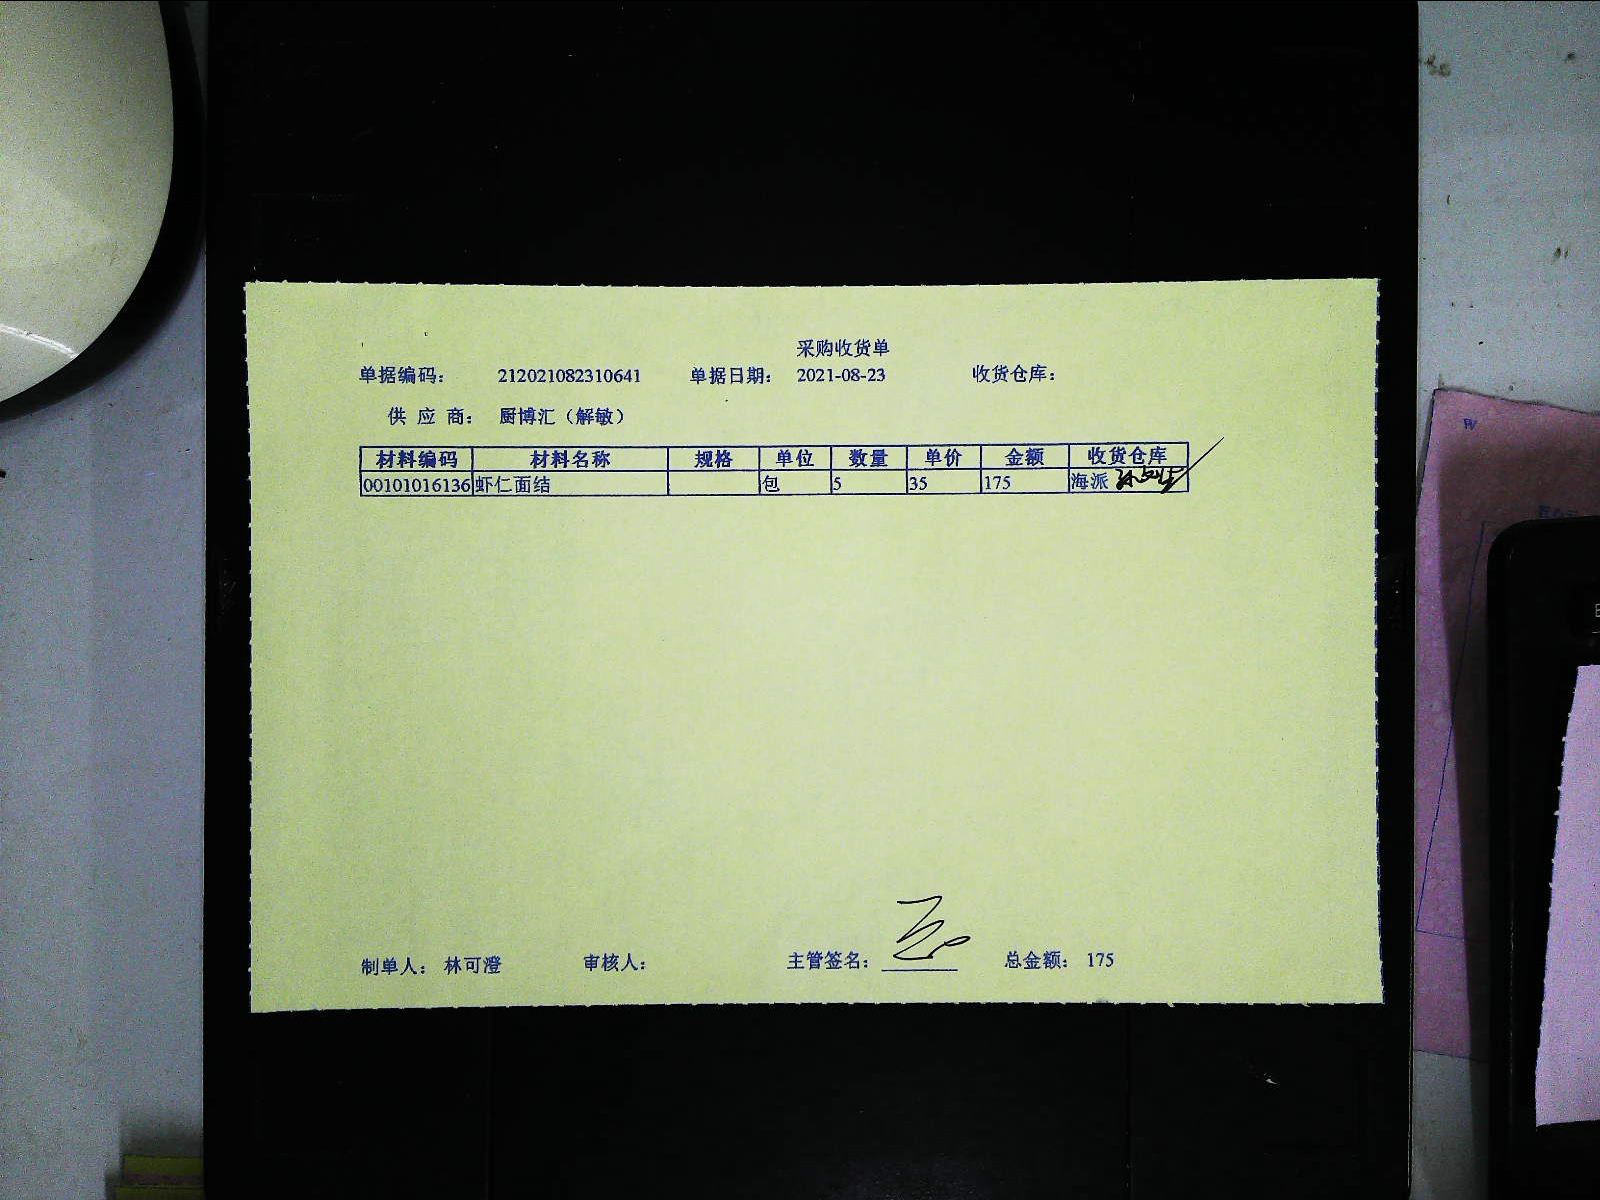 采购收货单
单据编码： 212021082310641 单据日期： 2021-08-23 收货仓库：
供 应 商： 厨博汇（解敏）
材料编码 材料名称 规格 单位 数量 单价 金额 收货仓库
00101016136 虾仁面结 包 5 35 175 海派
制单人： 林可澄 审核人： 主管签名： 总金额： 175